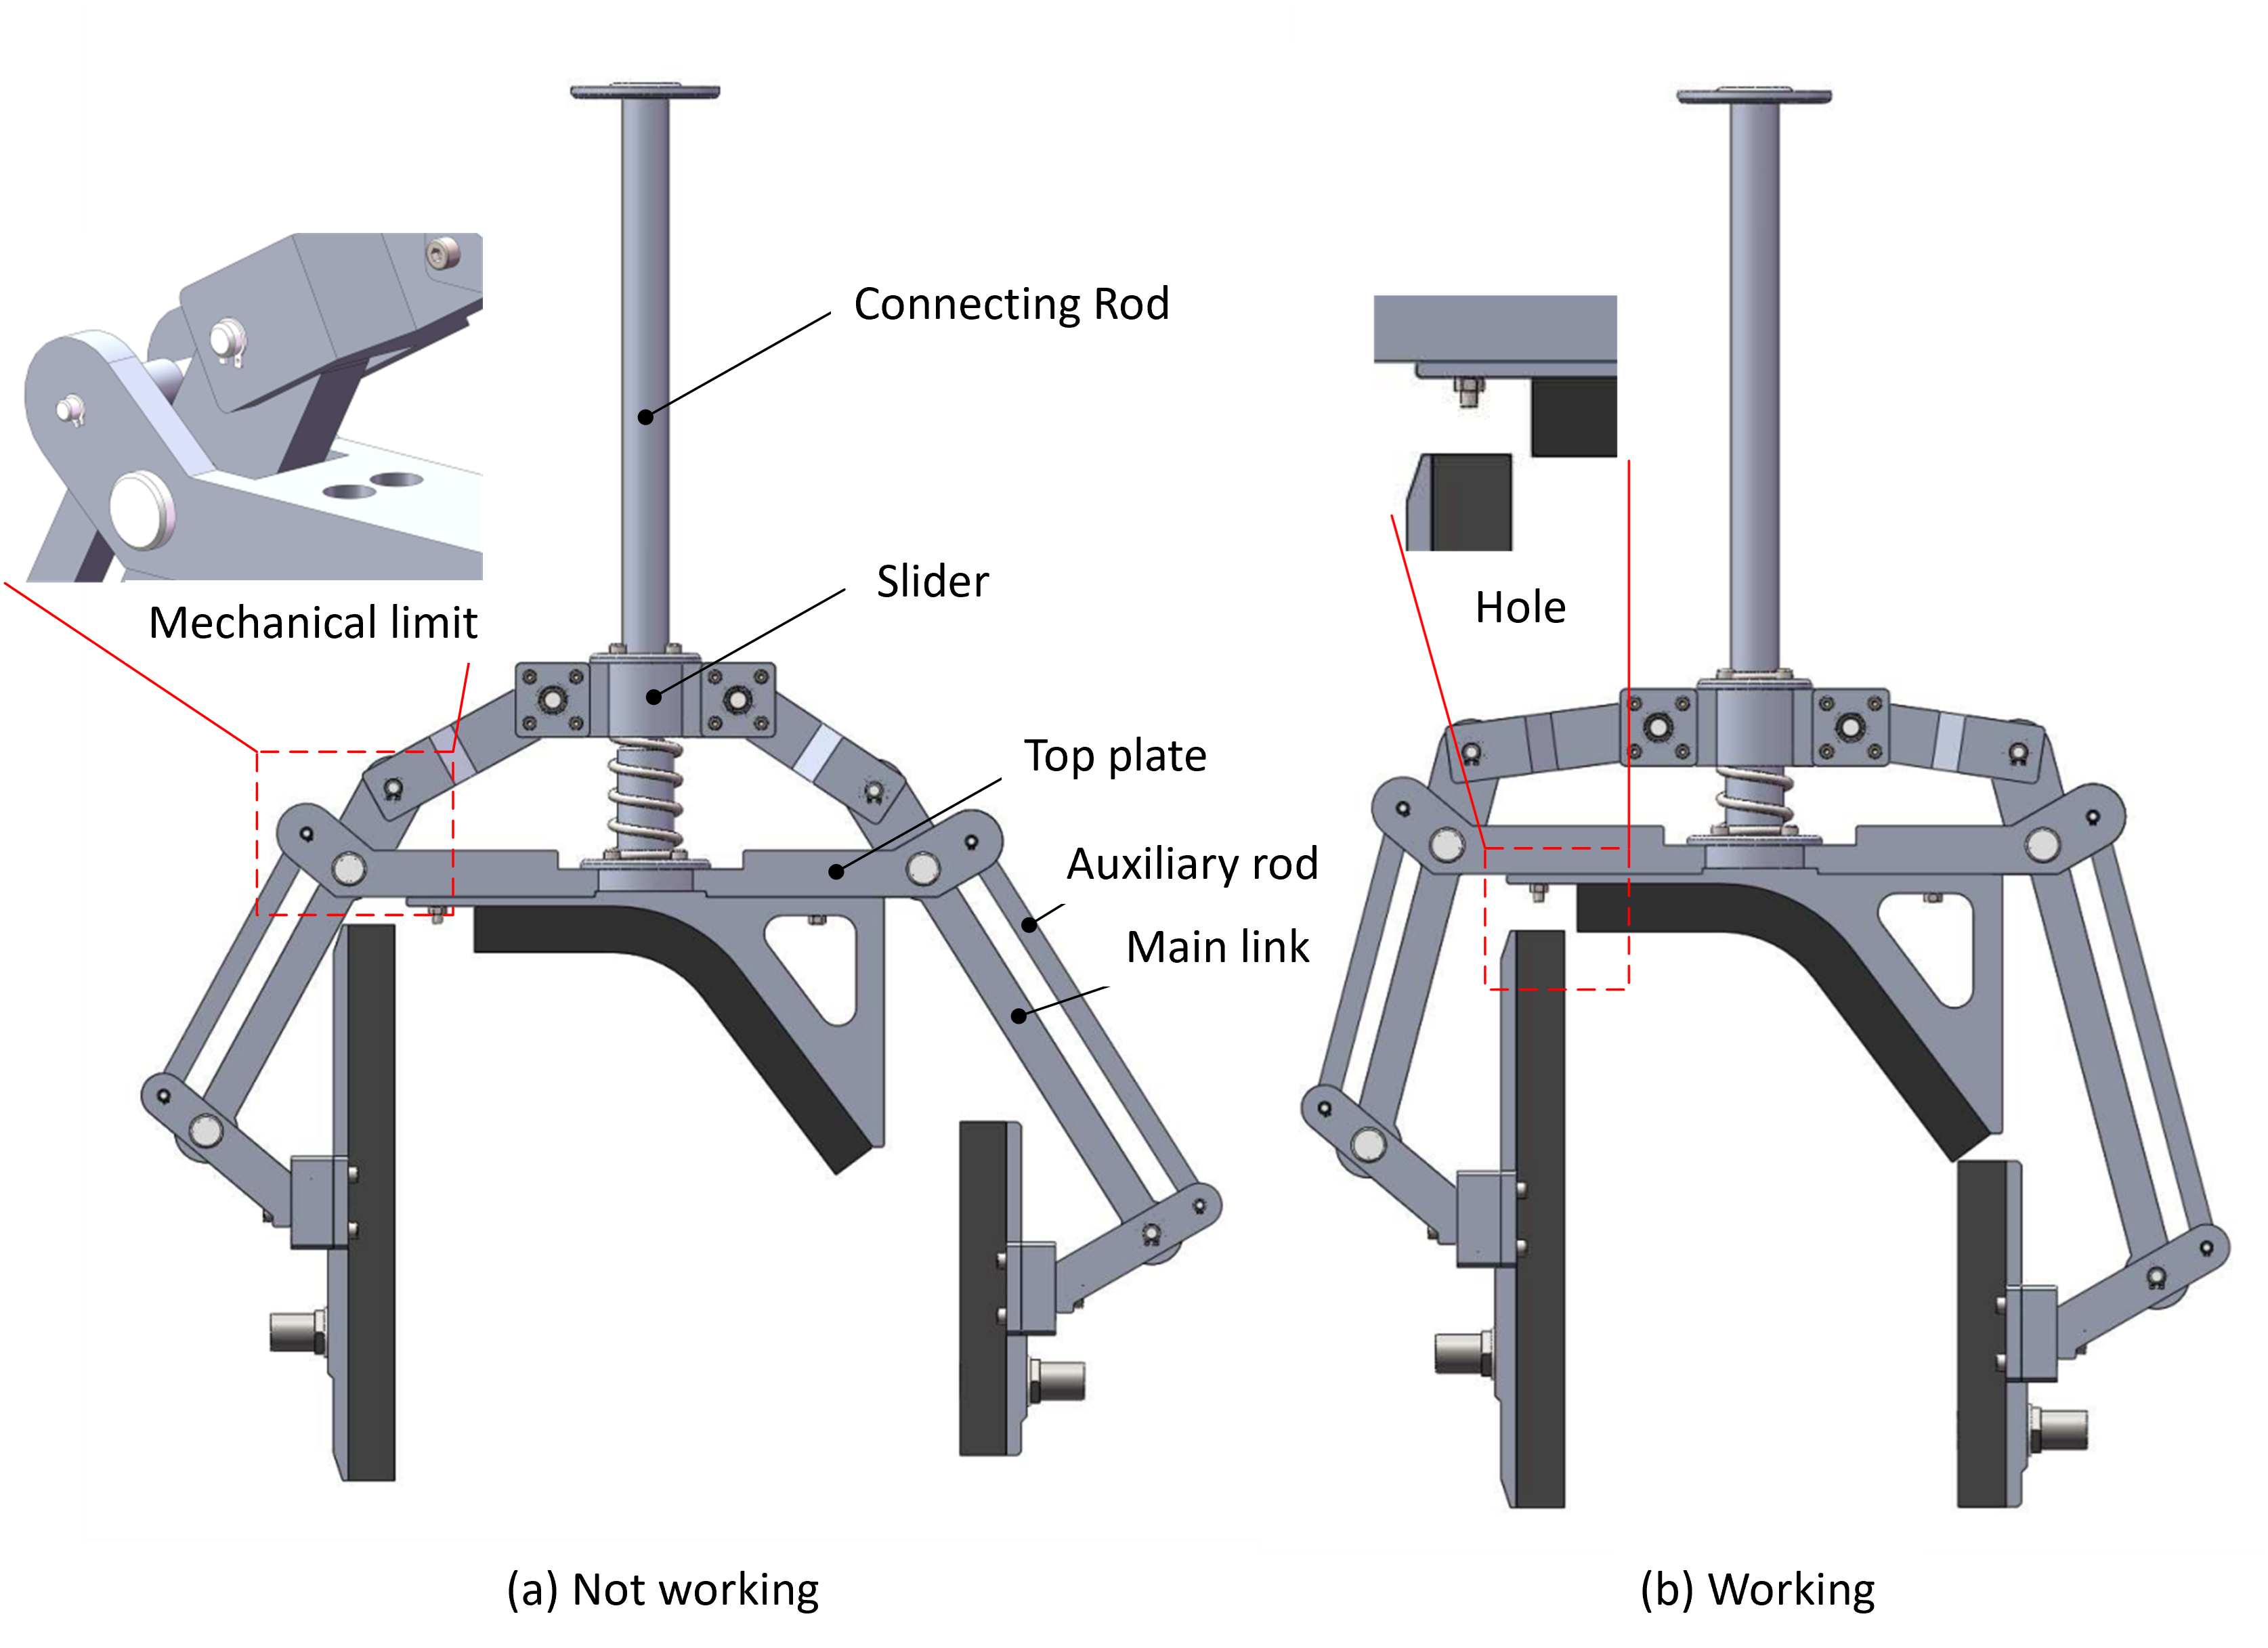 Connecting Rod
Slider
Mechanical limit
Top plate
Auxiliary rod
Main link
Hole
(a) Not working
(b) Working